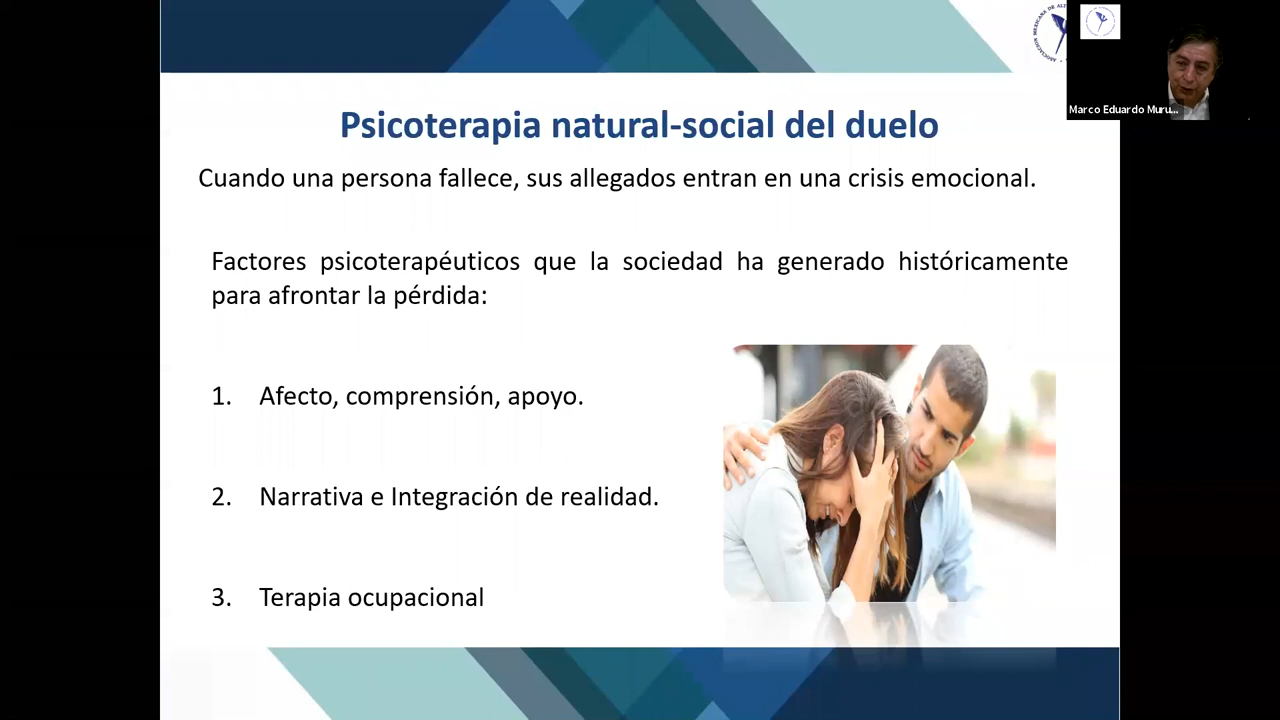 Psicoterapia natural-social del duelo
Cuando una persona fallece, sus allegados entran en una crisis emocional.
Factores psicoterapéuticos que la sociedad ha generado históricamente
para afrontar la pérdida:
1. Afecto, comprensión, apoyo.
2. Narrativa e Integración de realidad.
3. Terapia ocupacional
Marco Eduardo Muru...